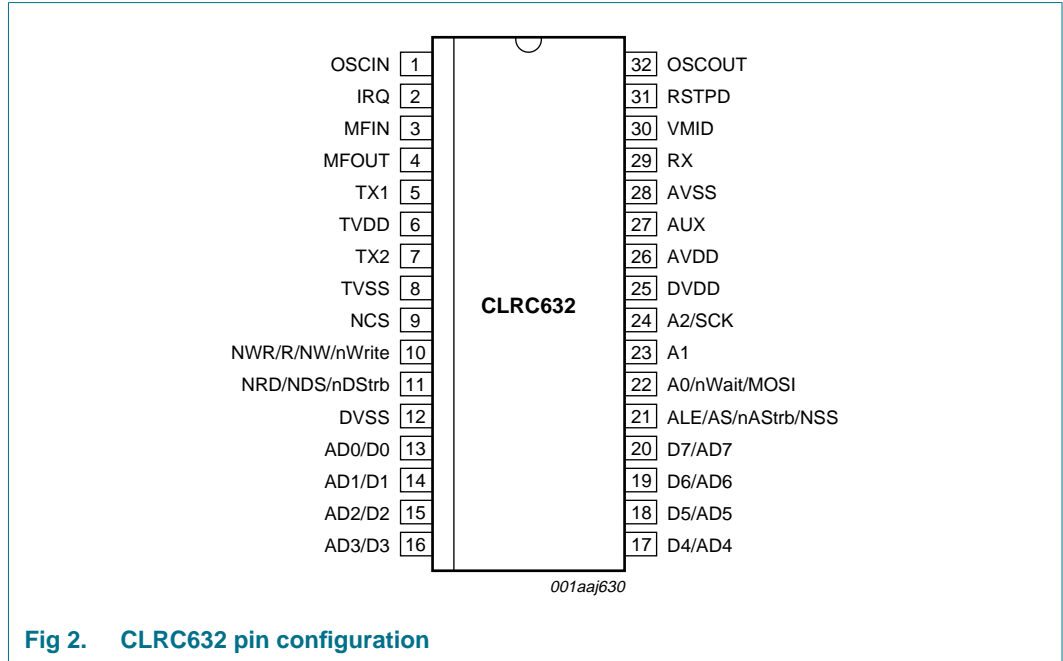 OSCIN 1 32 OSCOUT
IRQ 2 31 RSTPD
MFIN 3 30 VMID
MFOUT 4 29 RX
TX1 5 28 AVSS
TVDD 6 27 AUX
TX2 7 26 AVDD
TVSS 8 25 DVDD
CLRC632
NCS 9 24 A2/SCK
NWR/R/NW/nWrite 10 23 A1
NRD/NDS/nDStrb 11 22 A0/nWait/MOSI
DVSS 12 21 ALE/AS/nAStrb/NSS
AD0/D0 13 20 D7/AD7
AD1/D1 14 19 D6/AD6
AD2/D2 15 18 D5/AD5
AD3/D3 16 17 D4/AD4
001aaj630
Fig 2. CLRC632 pin configuration